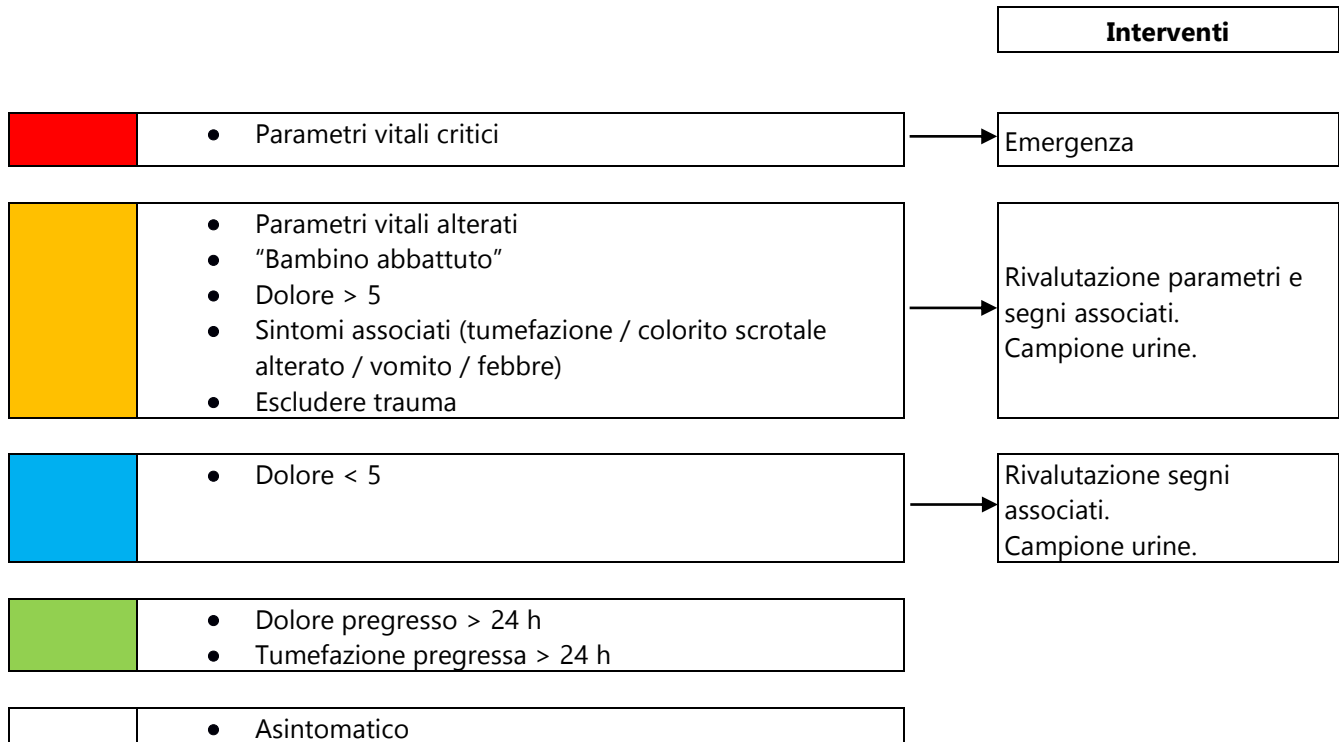 Interventi
● Parametri vitali critici
Emergenza
● Parametri vitali alterati
● “Bambino abbattuto”
● Dolore > 5
● Sintomi associati (tumefazione / colorito scrotale
alterato / vomito / febbre)
● Escludere trauma
Rivalutazione parametri e
segni associati.
Campione urine.
● Dolore < 5
Rivalutazione segni
associati.
Campione urine.
● Dolore pregresso > 24 h
● Tumefazione pregressa > 24 h
● Asintomatico